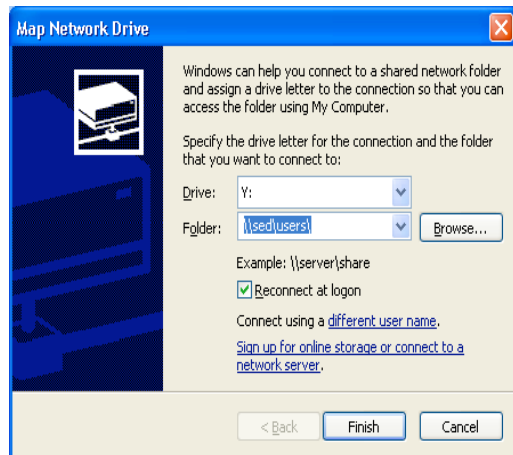 Map Network Drive
Windows can help you connect to a shared network folder
and assign a drive letter to the connection so that you can
access the folder using My Computer.
Specify the drive letter for the connection and the folder
that you want to connect to:
Drive: Y:
Folder: \\sed\users\ Browse...
Example: \\server\share
Reconnect at logon
Connect using a different user name.
Sign up for online storage or connect to a
network server.
< Back Finish Cancel